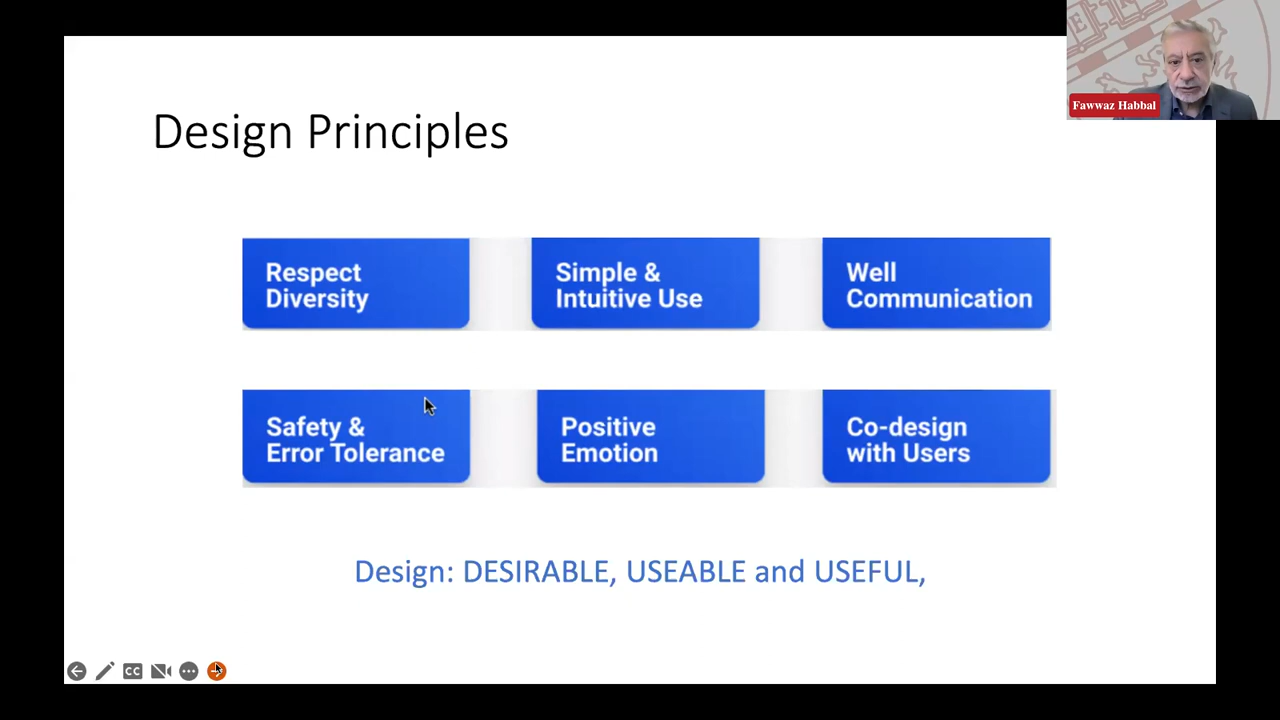 Fawwaz Habbal
Design Principles
Respect
Diversity
Simple &
Intuitive Use
Well
Communication
Safety &
Error Tolerance
Positive
Emotion
Co-design
with Users
Design: DESIRABLE, USEABLE and USEFUL,
CC